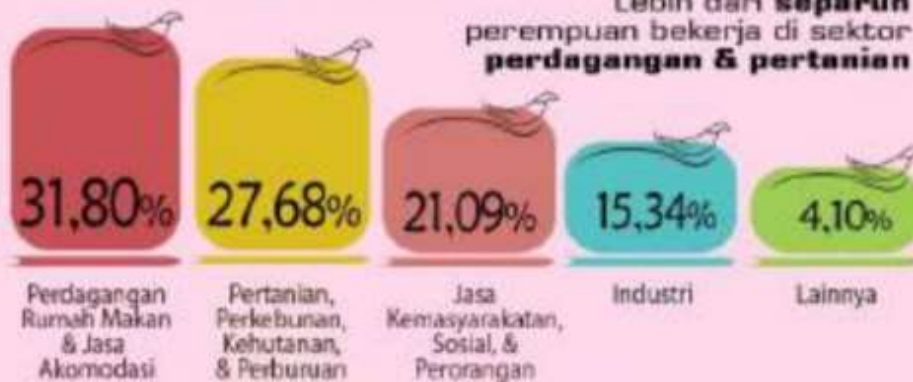 Lebih dari separuh
perempuan bekerja di sektor
perdagangan & pertanian
31,80%
27,68%
21,09%
15,34%
4,10%
Perdagangan
Rumah Makan
& Jasa
Akomodasi
Pertanian,
Perkebunan,
Kehutanan,
& Perburuan
Jasa
Kemasyarakatan,
Sosial, &
Perorangan
Industri
Lainnya